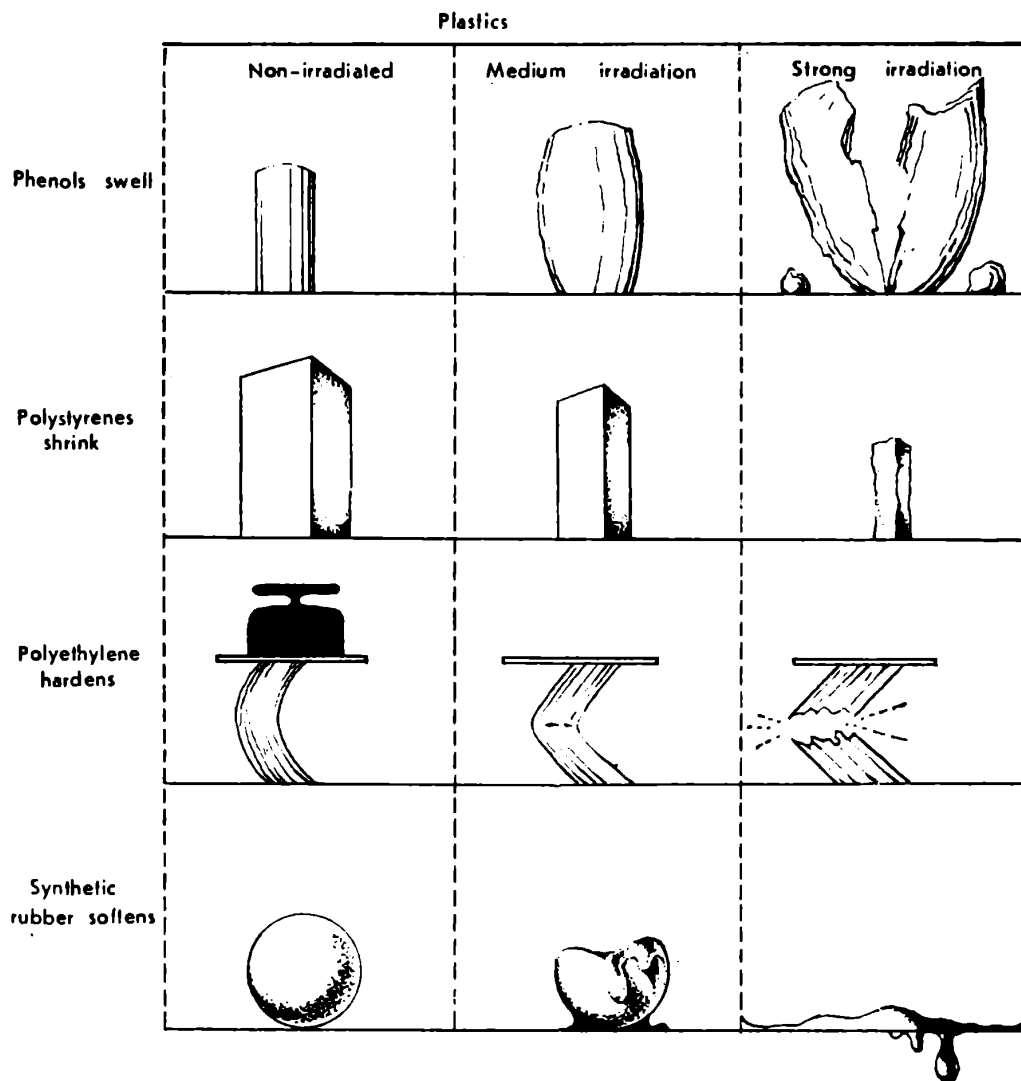 Plastics
Non-irradiated
Medium irradiation
Strong irradiation
Phenols swell
Polystyrenes
shrink
Polyethylene
hardens
Synthetic
rubber softens